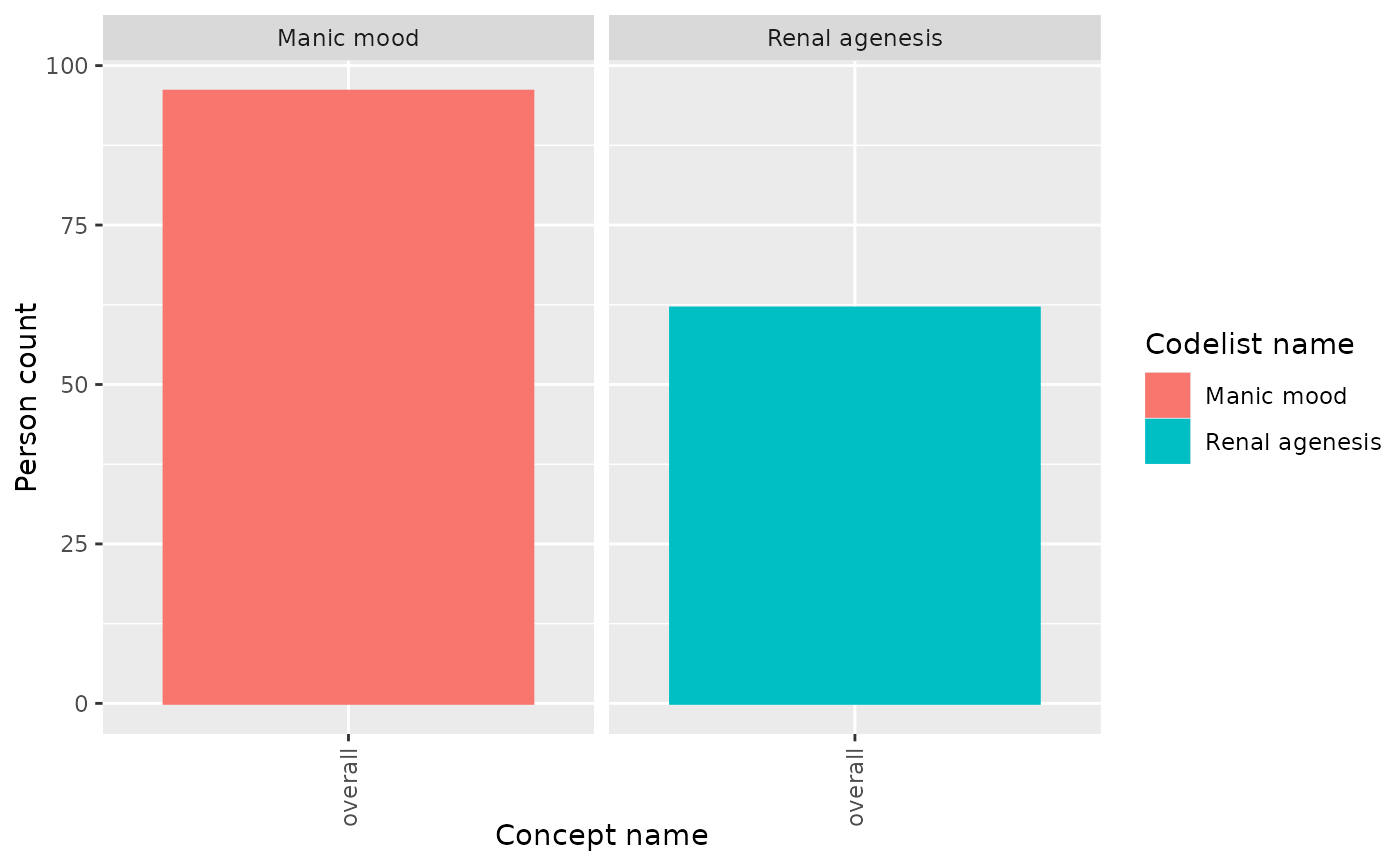 Manic mood
Renal agenesis
100
75
50
25
0
Person count
overall
overall
Concept name
Codelist name
Manic mood
Renal agenesis